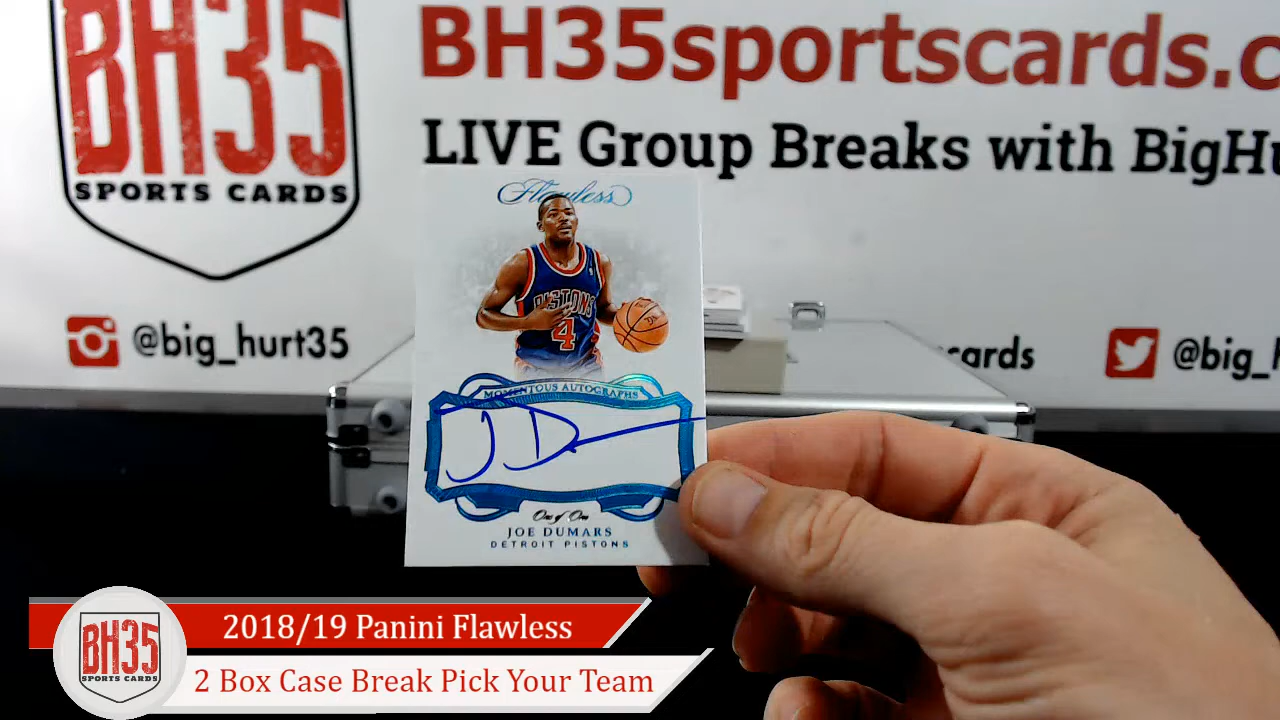 BH35
SPORTS CARDS
BH35sportscards.c
LIVE Group Breaks with BigHu
@big_hurt35
cards
@big_
Flawless
PISTONS
4
MOMENTOUS AUTOGRAPHS
J D
One of One
JOE DUMARS
DETROIT PISTONS
BH35
SPORTS CARDS
2018/19 Panini Flawless
2 Box Case Break Pick Your Team